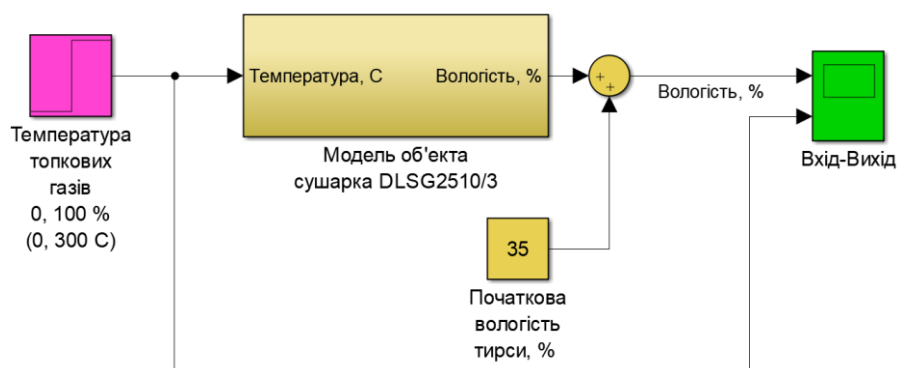 Температура, С
Вологість, %
+
+
Вологість, %
Температура
топкових
газів
0, 100 %
(0, 300 С)
Модель об'єкта
сушарка DLSG2510/3
Вхід-Вихід
35
Початкова
вологість
тирси, %